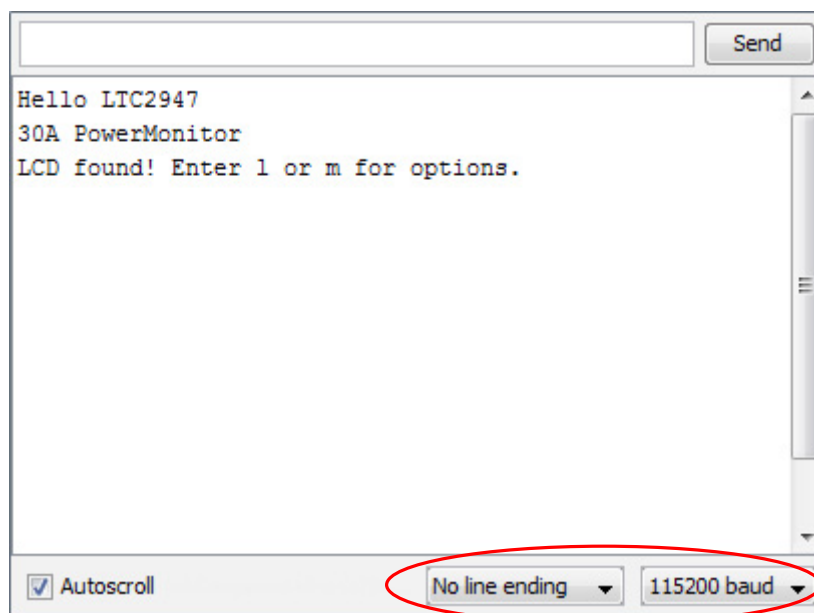 Send
Hello LTC2947
30A PowerMonitor
LCD found! Enter l or m for options.
Autoscroll
No line ending
115200 baud